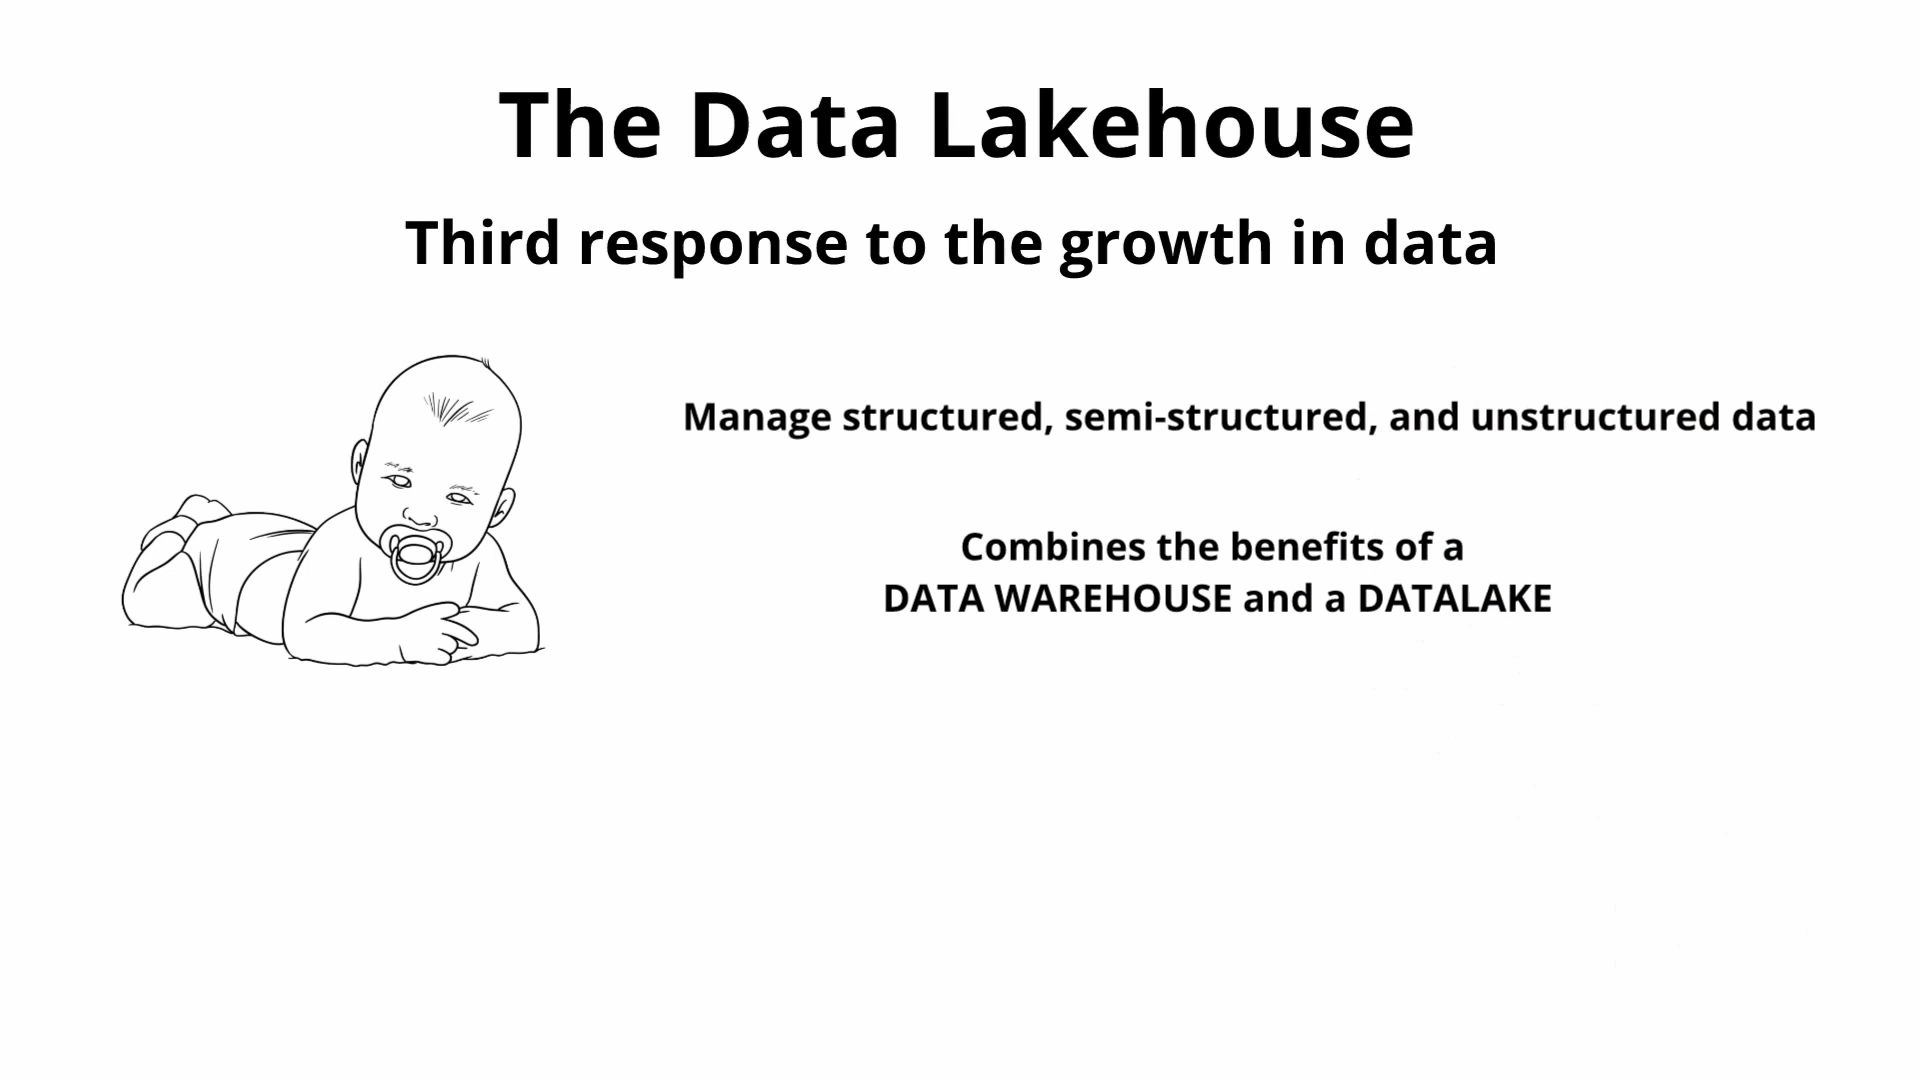 The Data Lakehouse
Third response to the growth in data
Manage structured, semi-structured, and unstructured data
Combines the benefits of a
DATA WAREHOUSE and a DATALAKE